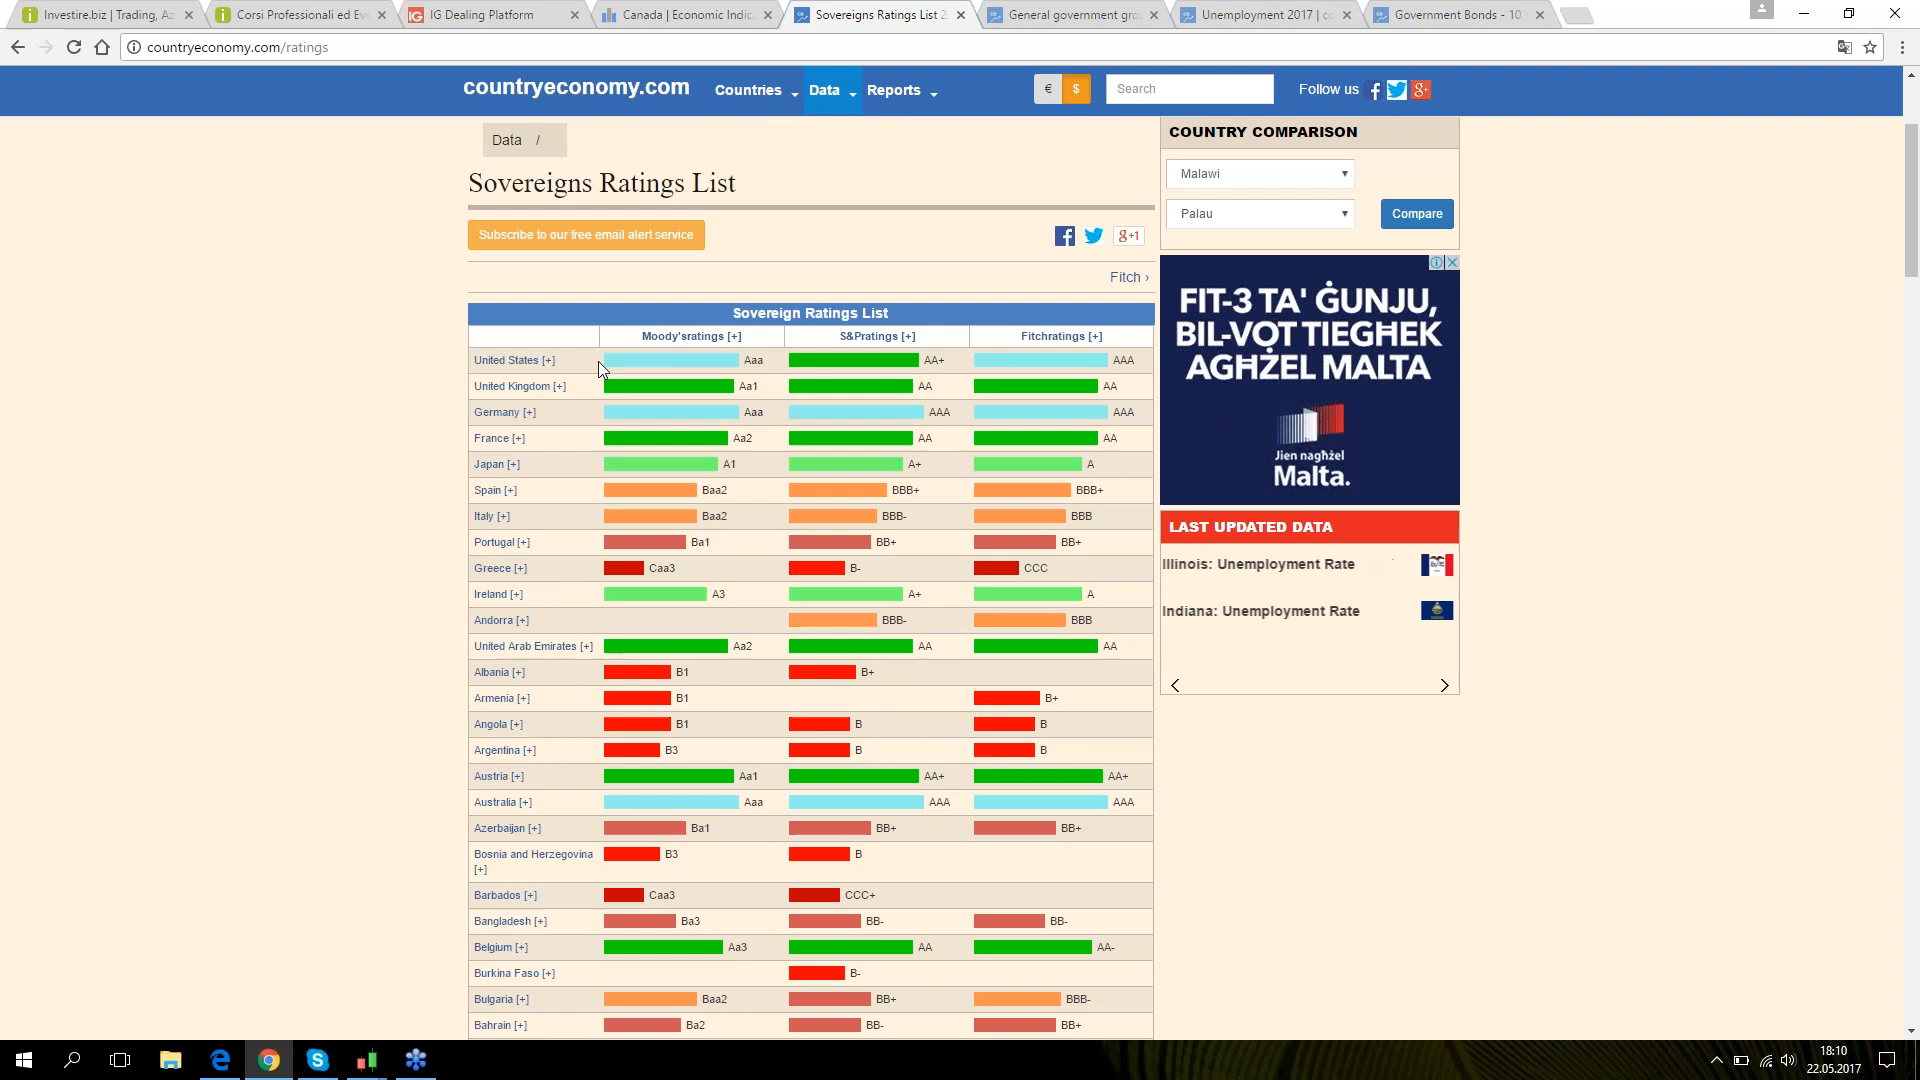 Investire.biz | Trading, Az
Corsi Professionali ed Eve
IG Dealing Platform
Canada | Economic Indic
Sovereigns Ratings List 2
General government gro
Unemployment 2017 | co
Government Bonds - 10
countryeconomy.com/ratings
countryeconomy.com
Countries
Data
Reports
€
$
Search
Follow us
Data /
COUNTRY COMPARISON
Malawi
Palau
Compare
Sovereigns Ratings List
Subscribe to our free email alert service
g+1
Fitch ›
Sovereign Ratings List
Moody'sratings [+] S&Pratings [+] Fitchratings [+]
United States [+] Aaa AA+ AAA
United Kingdom [+] Aa1 AA AA
Germany [+] Aaa AAA AAA
France [+] Aa2 AA AA
Japan [+] A1 A+ A
Spain [+] Baa2 BBB+ BBB+
Italy [+] Baa2 BBB- BBB
Portugal [+] Ba1 BB+ BB+
Greece [+] Caa3 B- CCC
Ireland [+] A3 A+ A
Andorra [+] BBB- BBB
United Arab Emirates [+] Aa2 AA AA
Albania [+] B1 B+
Armenia [+] B1 B+
Angola [+] B1 B B
Argentina [+] B3 B B
Austria [+] Aa1 AA+ AA+
Australia [+] Aaa AAA AAA
Azerbaijan [+] Ba1 BB+ BB+
Bosnia and Herzegovina
[+] B3 B
Barbados [+] Caa3 CCC+
Bangladesh [+] Ba3 BB- BB-
Belgium [+] Aa3 AA AA-
Burkina Faso [+] B-
Bulgaria [+] Baa2 BB+ BBB-
Bahrain [+] Ba2 BB- BB+
FIT-3 TA' ĠUNJU,
BIL-VOT TIEGĦEK
AGĦŻEL MALTA
Jien nagħżel
Malta.
LAST UPDATED DATA
Illinois: Unemployment Rate
Indiana: Unemployment Rate
18:10
22.05.2017